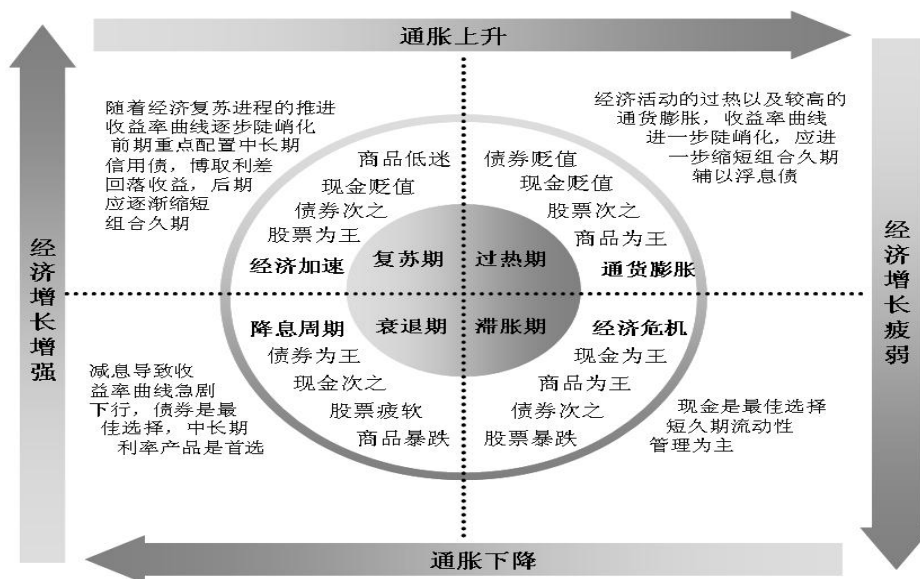 通胀上升
经济增长增强
经济增长疲弱
随着经济复苏进程的推进
收益率曲线逐步陡峭化
前期重点配置中长期
信用债，博取利差
回落收益，后期
应逐渐缩短
组合久期
商品低迷
现金贬值
债券次之
股票为王
经济加速
复苏期
经济活动的过热以及较高的
通货膨胀，收益率曲线
进一步陡峭化，应进
一步缩短组合久期
辅以浮息债
债券贬值
现金贬值
股票次之
商品为王
过热期
通货膨胀
降息周期
衰退期
债券为王
现金次之
股票疲软
商品暴跌
减息导致收
益率曲线急剧
下行，债券是最
佳选择，中长期
利率产品是首选
滞胀期
经济危机
现金为王
商品为王
债券次之
股票暴跌
现金是最佳选择
短久期流动性
管理为主
通胀下降